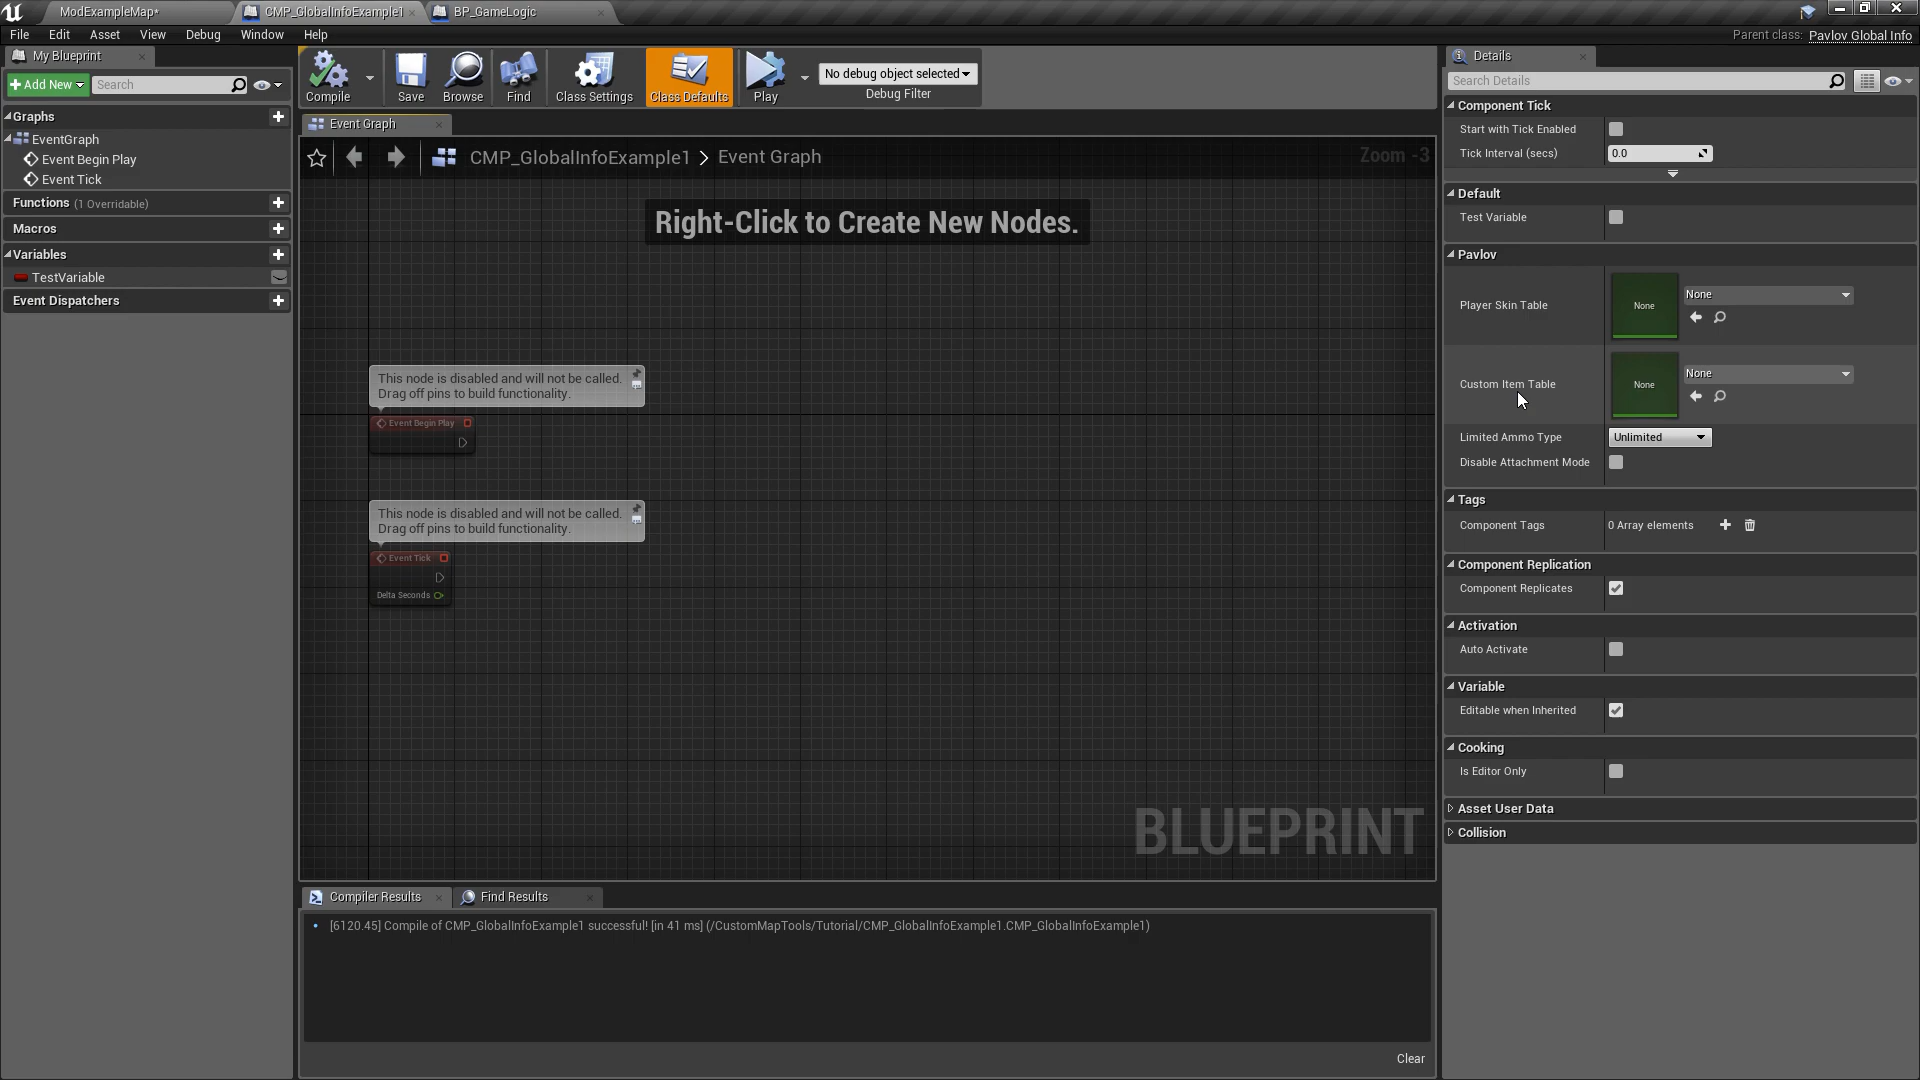 ModExampleMap*
CMP_GlobalInfoExample1
BP_GameLogic
File Edit Asset View Debug Window Help
Parent class: Pavlov Global Info
My Blueprint
Add New
Search
Graphs
EventGraph
Event Begin Play
Event Tick
Functions (1 Overridable)
Macros
Variables
TestVariable
Event Dispatchers
Compile
Save
Browse
Find
Class Settings
Class Defaults
Play
No debug object selected
Debug Filter
Event Graph
CMP_GlobalInfoExample1 > Event Graph
Zoom -3
Right-Click to Create New Nodes.
This node is disabled and will not be called.
Drag off pins to build functionality.
Event Begin Play
This node is disabled and will not be called.
Drag off pins to build functionality.
Event Tick
Delta Seconds
BLUEPRINT
Compiler Results
Find Results
[6120.45] Compile of CMP_GlobalInfoExample1 successful! [in 41 ms] (/CustomMapTools/Tutorial/CMP_GlobalInfoExample1.CMP_GlobalInfoExample1)
Clear
Details
Search Details
Component Tick
Start with Tick Enabled
Tick Interval (secs) 0.0
Default
Test Variable
Pavlov
Player Skin Table None None
Custom Item Table None None
Limited Ammo Type Unlimited
Disable Attachment Mode
Tags
Component Tags 0 Array elements
Component Replication
Component Replicates
Activation
Auto Activate
Variable
Editable when Inherited
Cooking
Is Editor Only
Asset User Data
Collision